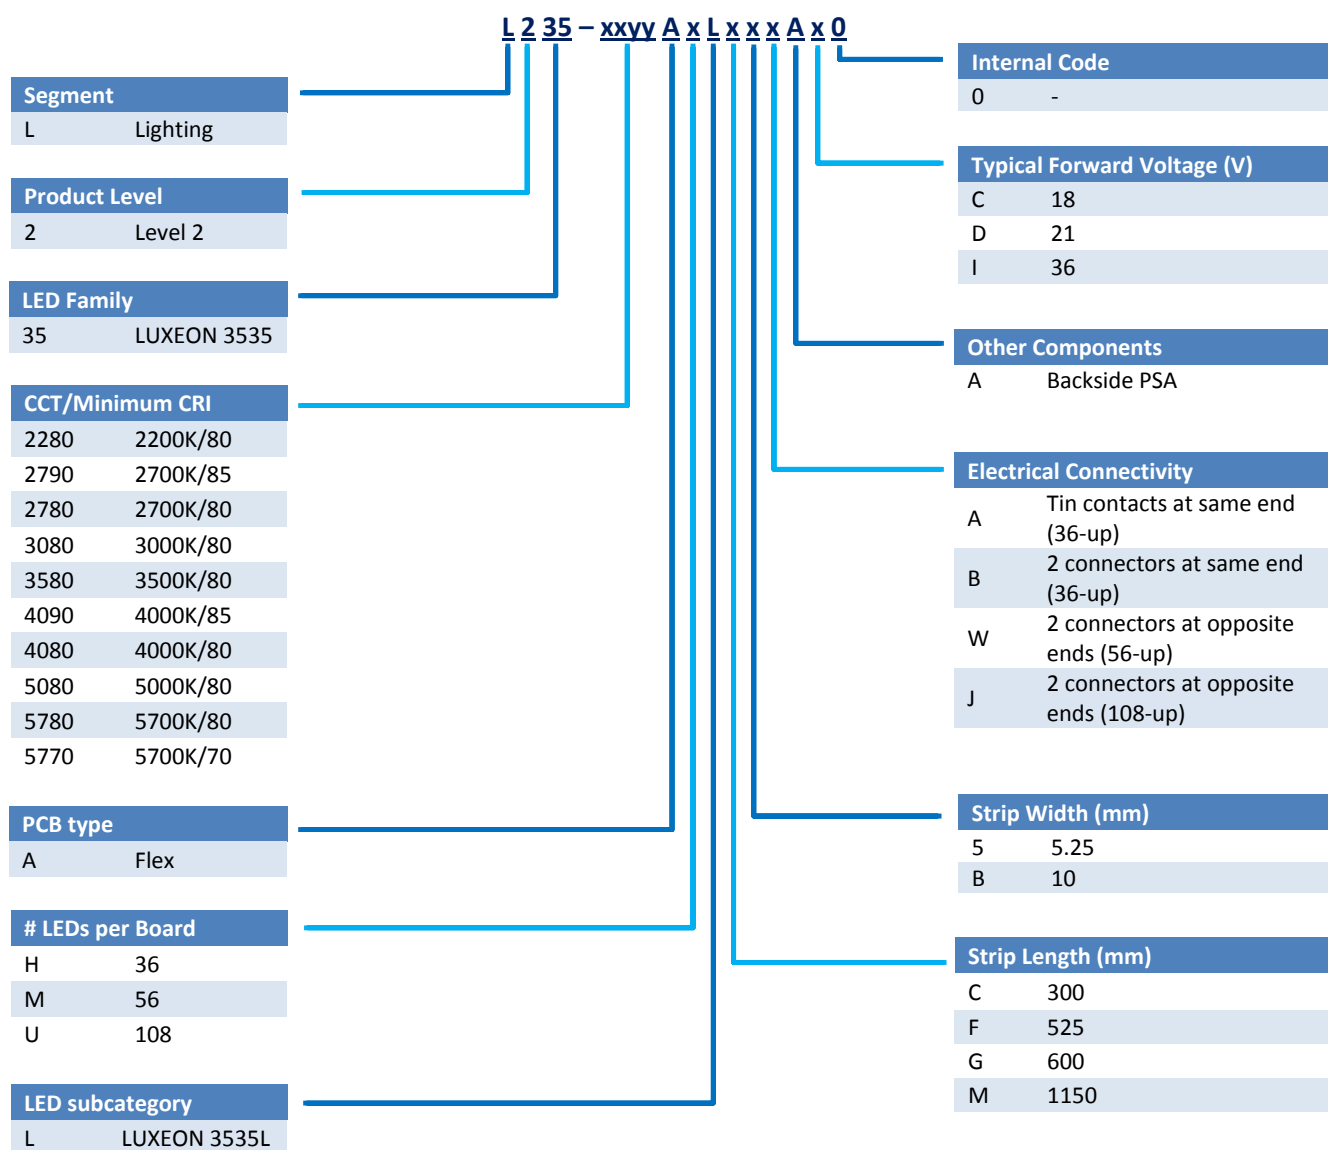 L 2 35 – xxyy A x L x x x A x 0
Segment
L Lighting
Product Level
2 Level 2
LED Family
35 LUXEON 3535
CCT/Minimum CRI
2280 2200K/80
2790 2700K/85
2780 2700K/80
3080 3000K/80
3580 3500K/80
4090 4000K/85
4080 4000K/80
5080 5000K/80
5780 5700K/80
5770 5700K/70
PCB type
A Flex
# LEDs per Board
H 36
M 56
U 108
LED subcategory
L LUXEON 3535L
Internal Code
0 -
Typical Forward Voltage (V)
C 18
D 21
I 36
Other Components
A Backside PSA
Electrical Connectivity
A Tin contacts at same end
(36-up)
B 2 connectors at same end
(36-up)
W 2 connectors at opposite
ends (56-up)
J 2 connectors at opposite
ends (108-up)
Strip Width (mm)
5 5.25
B 10
Strip Length (mm)
C 300
F 525
G 600
M 1150